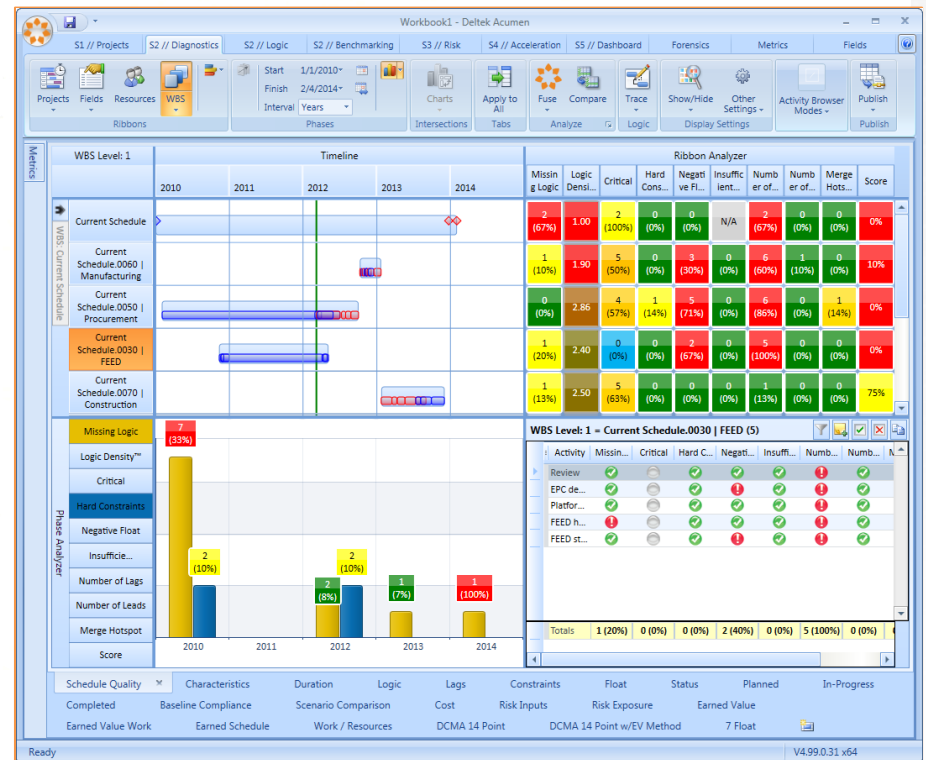 Workbook1 - Deltek Acumen
S1 // Projects S2 // Diagnostics S2 // Logic S2 // Benchmarking S3 // Risk S4 // Acceleration S5 // Dashboard Forensics Metrics Fields
Projects Fields Resources WBS
Ribbons
Start 1/1/2010
Finish 2/4/2014
Interval Years
Phases
Charts
Intersections
Apply to All
Tabs
Fuse Compare
Analyze
Trace
Logic
Show/Hide Other Settings
Display Settings
Activity Browser Modes
Publish
Publish
Metrics
WBS Level: 1 Timeline Ribbon Analyzer
2010 2011 2012 2013 2014
Missin g Logic Logic Densi... Critical Hard Cons... Negati ve Fl... Insuffic ient... Numb er of... Numb er of... Merge Hots... Score
WBS: Current Schedule
Current Schedule
2 (67%) 1.00 2 (100%) 0 (0%) 0 (0%) N/A 2 (67%) 0 (0%) 0 (0%) 0%
Current
Schedule.0060 |
Manufacturing
1 (10%) 1.90 5 (50%) 0 (0%) 3 (30%) 0 (0%) 6 (60%) 1 (10%) 0 (0%) 10%
Current
Schedule.0050 |
Procurement
0 (0%) 2.86 4 (57%) 1 (14%) 5 (71%) 0 (0%) 6 (86%) 0 (0%) 1 (14%) 0%
Current
Schedule.0030 |
FEED
1 (20%) 2.40 0 (0%) 0 (0%) 2 (67%) 0 (0%) 5 (100%) 0 (0%) 0 (0%) 0%
Current
Schedule.0070 |
Construction
1 (13%) 2.50 5 (63%) 0 (0%) 0 (0%) 0 (0%) 1 (13%) 0 (0%) 0 (0%) 75%
Phase Analyzer
Missing Logic
Logic Density™
Critical
Hard Constraints
Negative Float
Insufficie...
Number of Lags
Number of Leads
Merge Hotspot
Score
7 (33%)
2 (10%)
2 (8%)
2 (10%)
1 (7%)
1 (100%)
2010 2011 2012 2013 2014
WBS Level: 1 = Current Schedule.0030 | FEED (5)
Activity Missin... Critical Hard C... Negati... Insuffi... Numb... Numb...
Review
EPC de...
Platfor...
FEED h...
FEED st...
Totals 1 (20%) 0 (0%) 0 (0%) 2 (40%) 0 (0%) 5 (100%) 0 (0%)
Schedule Quality Characteristics Duration Logic Lags Constraints Float Status Planned In-Progress
Completed Baseline Compliance Scenario Comparison Cost Risk Inputs Risk Exposure Earned Value
Earned Value Work Earned Schedule Work / Resources DCMA 14 Point DCMA 14 Point w/EV Method 7 Float
Ready V4.99.0.31 x64